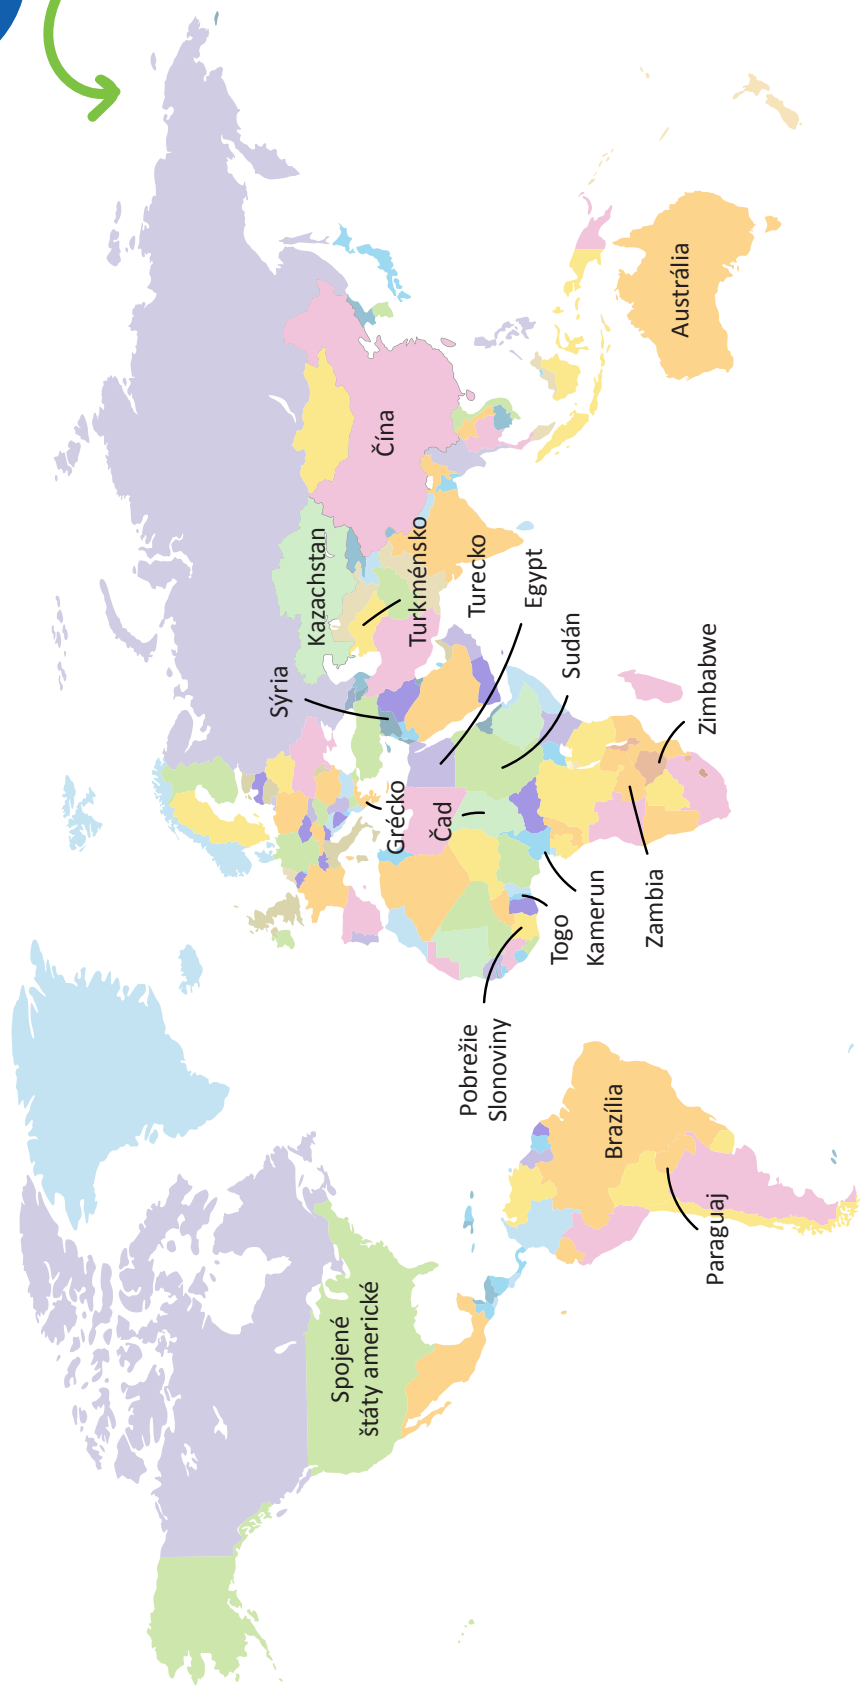 Spojené
štáty americké
Paraguaj
Brazília
Pobrežie
Slonoviny
Togo
Kamerun
Zambia
Grécko
Čad
Sýria
Zimbabwe
Sudán
Egypt
Turecko
Turkménsko
Kazachstan
Čína
Austrália